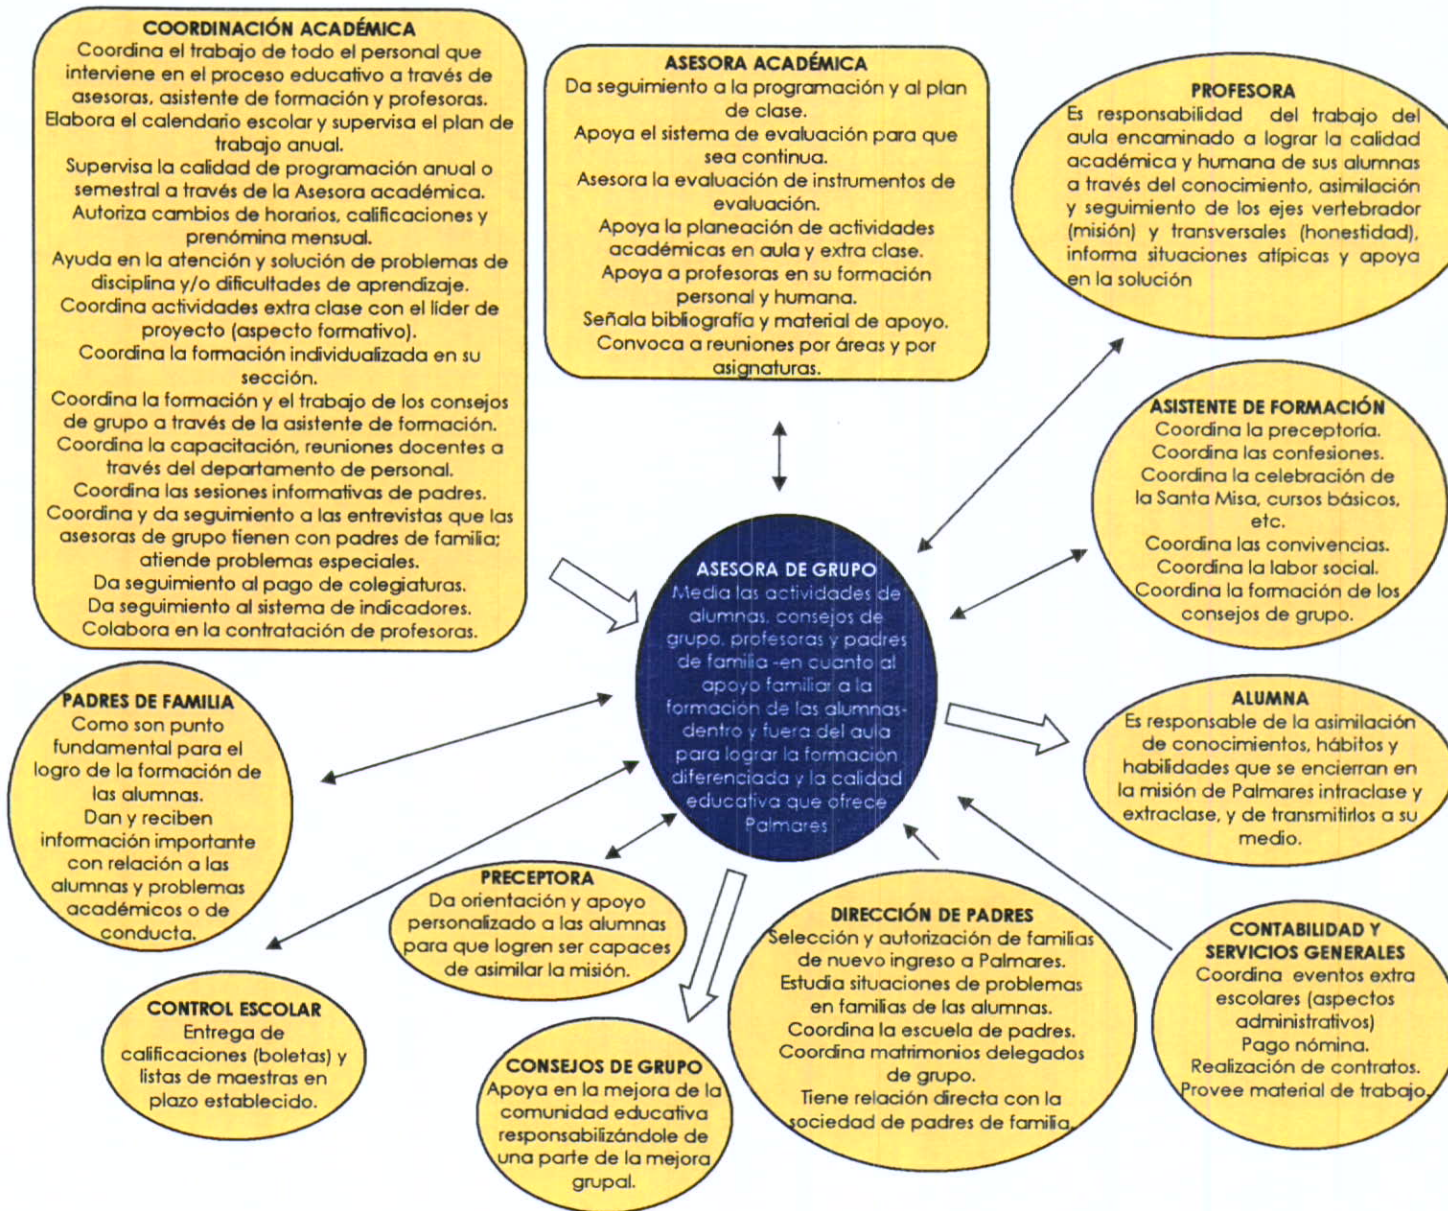 COORDINACIÓN ACADÉMICA
Coordina el trabajo de todo el personal que
interviene en el proceso educativo a través de
asesoras, asistente de formación y profesoras.
Elabora el calendario escolar y supervisa el plan de
trabajo anual.
Supervisa la calidad de programación anual o
semestral a través de la Asesora académica.
Autoriza cambios de horarios, calificaciones y
prenómina mensual.
Ayuda en la atención y solución de problemas de
disciplina y/o dificultades de aprendizaje.
Coordina actividades extra clase con el líder de
proyecto (aspecto formativo).
Coordina la formación individualizada en su
sección.
Coordina la formación y el trabajo de los consejos
de grupo a través de la asistente de formación.
Coordina la capacitación, reuniones docentes a
través del departamento de personal.
Coordina las sesiones informativas de padres.
Coordina y da seguimiento a las entrevistas que las
asesoras de grupo tienen con padres de familia;
atiende problemas especiales.
Da seguimiento al pago de colegiaturas.
Da seguimiento al sistema de indicadores.
Colabora en la contratación de profesoras.
ASESORA ACADÉMICA
Da seguimiento a la programación y al plan
de clase.
Apoya el sistema de evaluación para que
sea continua.
Asesora la evaluación de instrumentos de
evaluación.
Apoya la planeación de actividades
académicas en aula y extra clase.
Apoya a profesoras en su formación
personal y humana.
Señala bibliografía y material de apoyo.
Convoca a reuniones por áreas y por
asignaturas.
PROFESORA
Es responsabilidad del trabajo del
aula encaminado a lograr la calidad
académica y humana de sus alumnas
a través del conocimiento, asimilación
y seguimiento de los ejes vertebrador
(misión) y transversales (honestidad),
informa situaciones atípicas y apoya
en la solución
ASISTENTE DE FORMACIÓN
Coordina la preceptoría.
Coordina las confesiones.
Coordina la celebración de
la Santa Misa, cursos básicos,
etc.
Coordina las convivencias.
Coordina la labor social.
Coordina la formación de los
consejos de grupo.
ASESORA DE GRUPO
Media las actividades de
alumnas, consejos de
grupo, profesoras y padres
de familia -en cuanto al
apoyo familiar a la
formación de las alumnas-
dentro y fuera del aula
para lograr la formación
diferenciada y la calidad
educativa que ofrece
Palmares
PADRES DE FAMILIA
Como son punto
fundamental para el
logro de la formación de
las alumnas.
Dan y reciben
información importante
con relación a las
alumnas y problemas
académicos o de
conducta.
ALUMNA
Es responsable de la asimilación
de conocimientos, hábitos y
habilidades que se encierran en
la misión de Palmares intraclase y
extraclase, y de transmitirlos a su
medio.
PRECEPTORA
Da orientación y apoyo
personalizado a las alumnas
para que logren ser capaces
de asimilar la misión.
DIRECCIÓN DE PADRES
Selección y autorización de familias
de nuevo ingreso a Palmares.
Estudia situaciones de problemas
en familias de las alumnas.
Coordina la escuela de padres.
Coordina matrimonios delegados
de grupo.
Tiene relación directa con la
sociedad de padres de familia.
CONTABILIDAD Y
SERVICIOS GENERALES
Coordina eventos extra
escolares (aspectos
administrativos)
Pago nómina.
Realización de contratos.
Provee material de trabajo.
CONTROL ESCOLAR
Entrega de
calificaciones (boletas) y
listas de maestras en
plazo establecido.
CONSEJOS DE GRUPO
Apoya en la mejora de la
comunidad educativa
responsabilizándole de
una parte de la mejora
grupal.